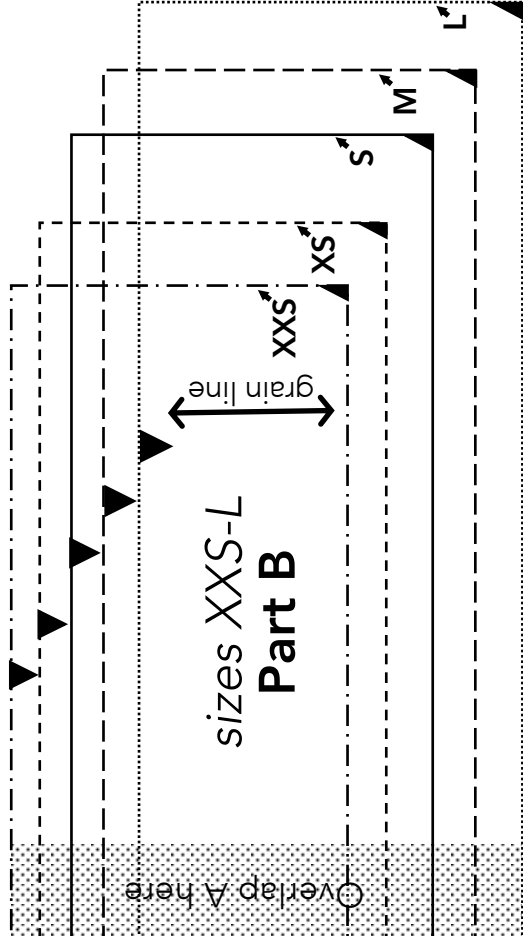 L
M
S
XS
XXS
grain line
sizes XXS-L
Part B
Overlap A here